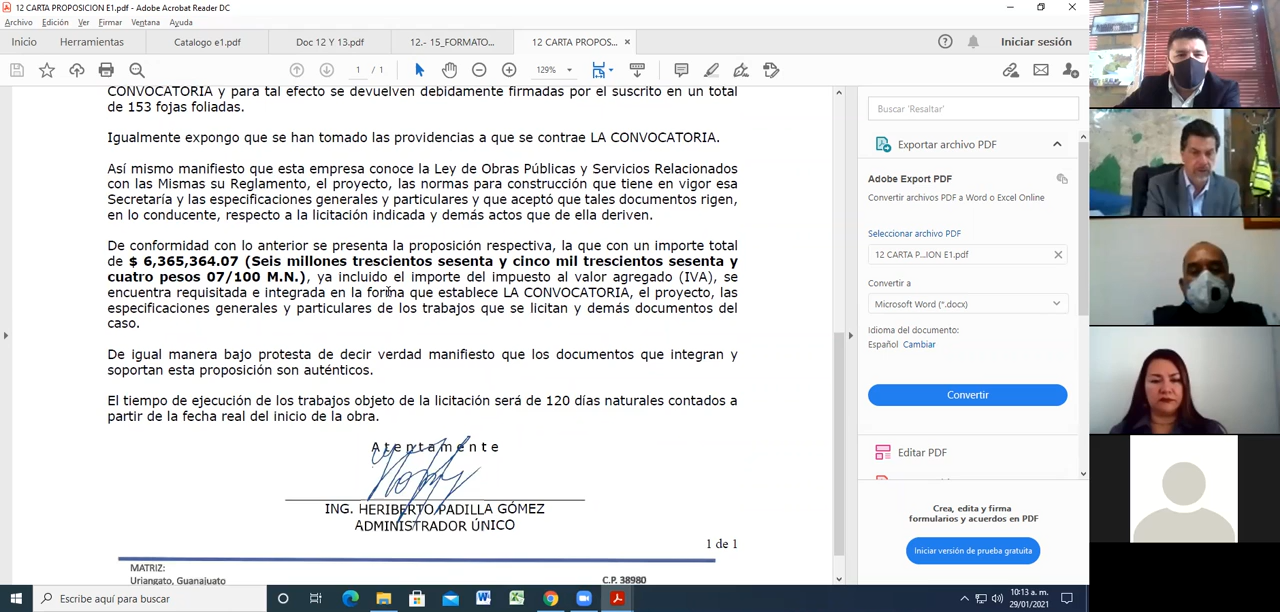 12 CARTA PROPOSICION E1.pdf - Adobe Acrobat Reader DC
Archivo Edición Ver Firmar Ventana Ayuda
Inicio Herramientas Catalogo e1.pdf Doc 12 Y 13.pdf 12.- 15_FORMATO... 12 CARTA PROPOS... × Iniciar sesión
1 / 1 129%
CONVOCATORIA y para tal efecto se devuelven debidamente firmadas por el suscrito en un total
de 153 fojas foliadas.
Igualmente expongo que se han tomado las providencias a que se contrae LA CONVOCATORIA.
Así mismo manifiesto que esta empresa conoce la Ley de Obras Públicas y Servicios Relacionados
con las Mismas su Reglamento, el proyecto, las normas para construcción que tiene en vigor esa
Secretaría y las especificaciones generales y particulares y que aceptó que tales documentos rigen,
en lo conducente, respecto a la licitación indicada y demás actos que de ella deriven.
De conformidad con lo anterior se presenta la proposición respectiva, la que con un importe total
de $ 6,365,364.07 (Seis millones trescientos sesenta y cinco mil trescientos sesenta y
cuatro pesos 07/100 M.N.), ya incluido el importe del impuesto al valor agregado (IVA), se
encuentra requisitada e integrada en la forma que establece LA CONVOCATORIA, el proyecto, las
especificaciones generales y particulares de los trabajos que se licitan y demás documentos del
caso.
De igual manera bajo protesta de decir verdad manifiesto que los documentos que integran y
soportan esta proposición son auténticos.
El tiempo de ejecución de los trabajos objeto de la licitación será de 120 días naturales contados a
partir de la fecha real del inicio de la obra.
Atentamente
ING. HERIBERTO PADILLA GÓMEZ
ADMINISTRADOR ÚNICO
1 de 1
MATRIZ:
Uriangato, Guanajuato C.P. 38980
Buscar 'Resaltar'
Exportar archivo PDF
Adobe Export PDF
Convertir archivos PDF a Word o Excel Online
Seleccionar archivo PDF
12 CARTA P...ION E1.pdf ×
Convertir a
Microsoft Word (*.docx)
Idioma del documento:
Español Cambiar
Convertir
Editar PDF
Crea, edita y firma
formularios y acuerdos en PDF
Iniciar versión de prueba gratuita
Escribe aquí para buscar
10:13 a. m.
29/01/2021